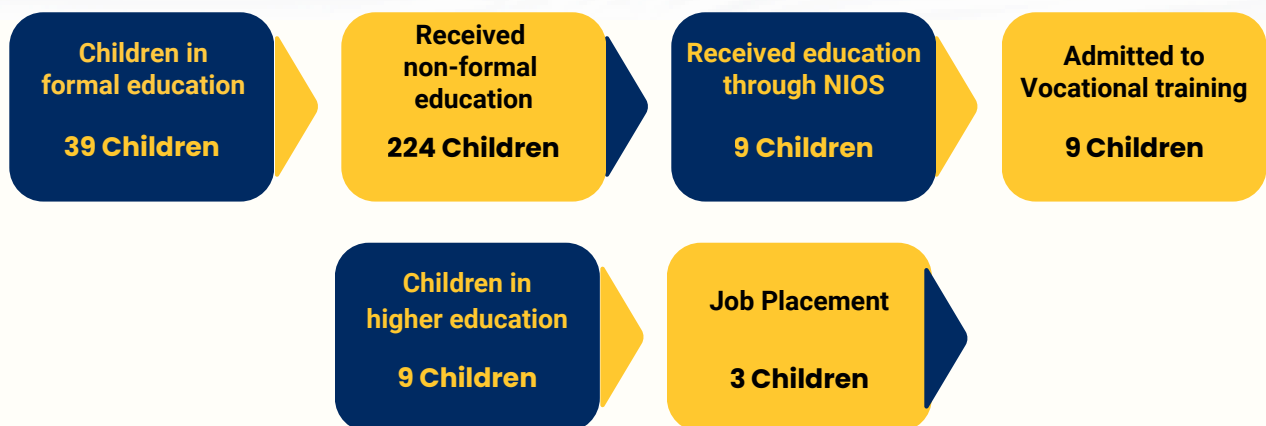 Children in
formal education
39 Children
Received
non-formal
education
224 Children
Received education
through NIOS
9 Children
Admitted to
Vocational training
9 Children
Children in
higher education
9 Children
Job Placement
3 Children